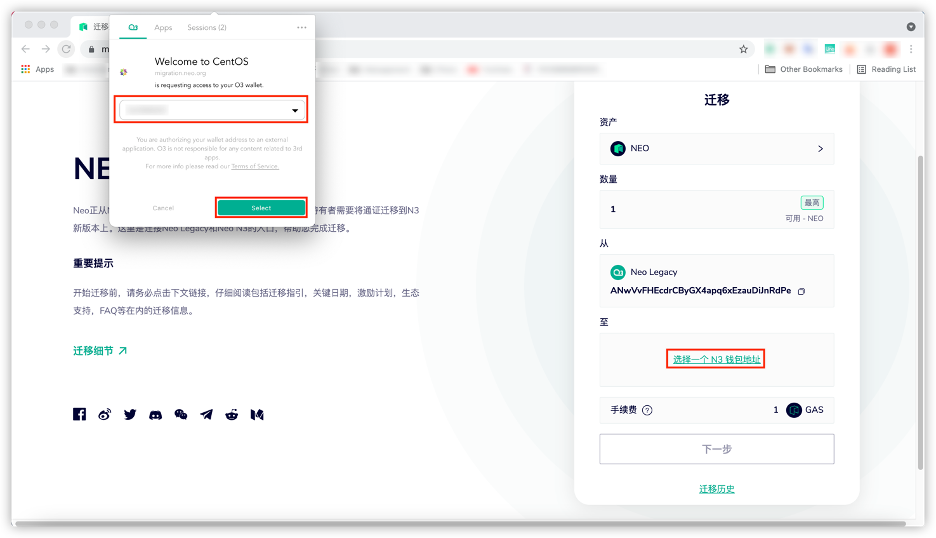 迁移
Apps
Sessions (2)
Welcome to CentOS
migration.neo.org
is requesting access to your O3 wallet.
You are authorizing your wallet address to an external
application. O3 is not responsible for any content related to 3rd
apps.
For more info please read our Terms of Service.
Cancel
Select
Apps
Other Bookmarks
Reading List
NE
Neo正从N
持有者需要将通证迁移到N3
新版本上。这里是连接Neo Legacy和Neo N3的入口，帮助您完成迁移。
重要提示
开始迁移前，请务必点击下文链接，仔细阅读包括迁移指引，关键日期，激励计划，生态
支持，FAQ等在内的迁移信息。
迁移细节
迁移
资产
NEO
数量
1
最高
可用 - NEO
从
Neo Legacy
ANwVvFHEcdrCByGX4apq6xEzauDiJnRdPe
至
选择一个 N3 钱包地址
手续费
1 GAS
下一步
迁移历史